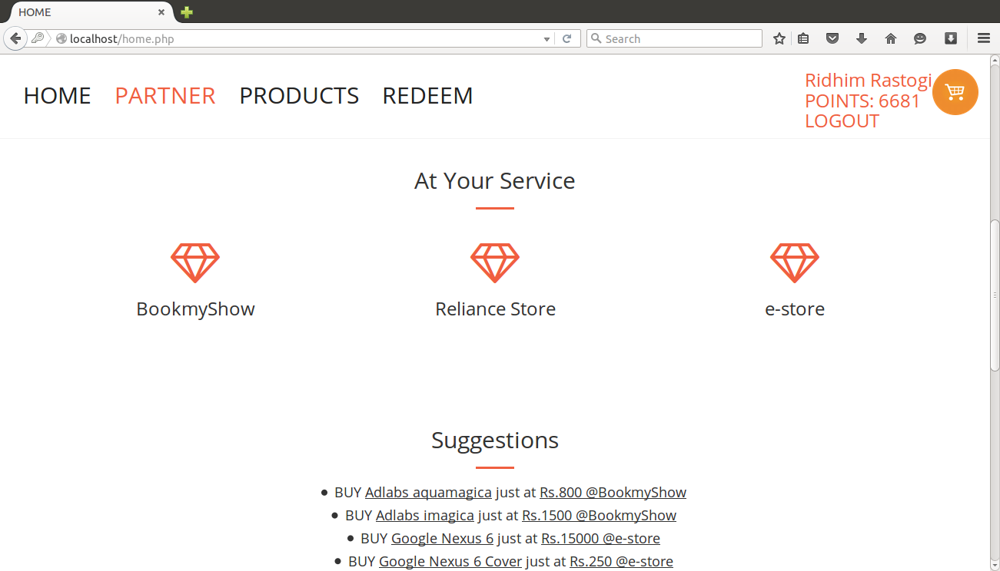 HOME
localhost/home.php
Search
HOME PARTNER PRODUCTS REDEEM
Ridhim Rastogi
POINTS: 6681
LOGOUT
At Your Service
BookmyShow Reliance Store e-store
Suggestions
• BUY Adlabs aquamagica just at Rs.800 @BookmyShow
• BUY Adlabs imagica just at Rs.1500 @BookmyShow
• BUY Google Nexus 6 just at Rs.15000 @e-store
• BUY Google Nexus 6 Cover just at Rs.250 @e-store